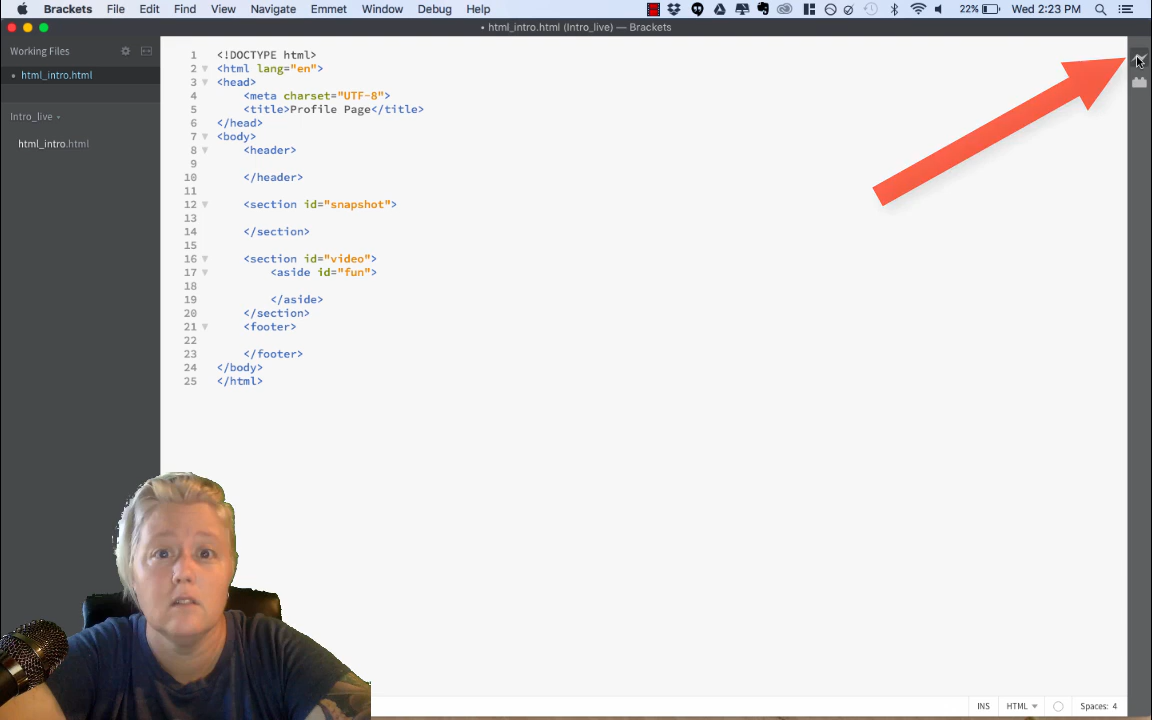 Brackets File Edit Find View Navigate Emmet Window Debug Help 22% Wed 2:23 PM
• html_intro.html (Intro_live) — Brackets
Working Files
• html_intro.html
Intro_live
html_intro.html
1 <!DOCTYPE html>
2 <html lang="en">
3 <head>
4 <meta charset="UTF-8">
5 <title>Profile Page</title>
6 </head>
7 <body>
8 <header>
9
10 </header>
11
12 <section id="snapshot">
13
14 </section>
15
16 <section id="video">
17 <aside id="fun">
18
19 </aside>
20 </section>
21 <footer>
22
23 </footer>
24 </body>
25 </html>
INS HTML Spaces: 4